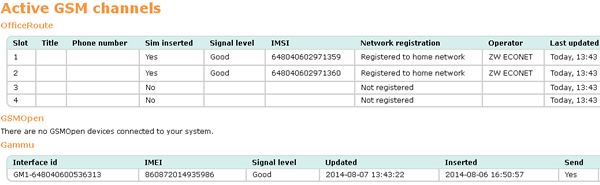 Active GSM channels
OfficeRoute
Slot Title Phone number Sim inserted Signal level IMSI Network registration Operator Last updated
1 Yes Good 648040602971359 Registered to home network ZW ECONET Today, 13:43
2 Yes Good 648040602971360 Registered to home network ZW ECONET Today, 13:43
3 No Not registered Today, 13:43
4 No Not registered Today, 13:43
GSMOpen
There are no GSMOpen devices connected to your system.
Gammu
Interface id IMEI Signal level Updated Inserted Send
GM1-648040600536313 860872014935986 Good 2014-08-07 13:43:22 2014-08-06 16:50:57 Yes